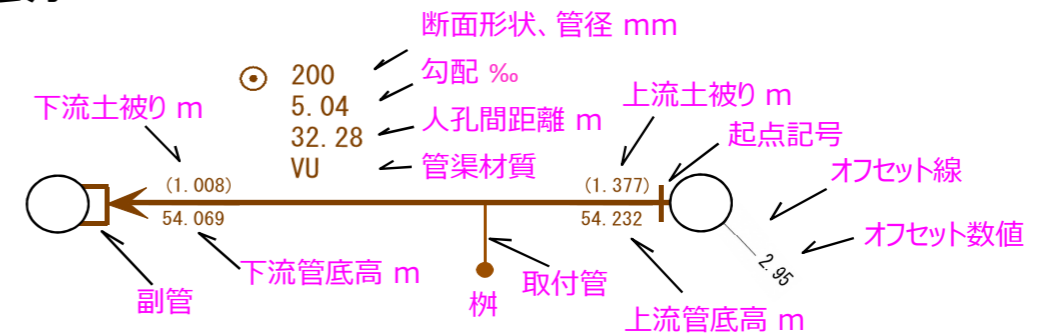 断面形状、管径 mm
200
勾配 ‰
5.04
下流土被り m
上流土被り m
人孔間距離 m
32.28
起点記号
VU
管渠材質
オフセット線
(1.008)
(1.377)
54.069
54.232
オフセット数値
2.95
下流管底高 m
取付管
副管
桝
上流管底高 m